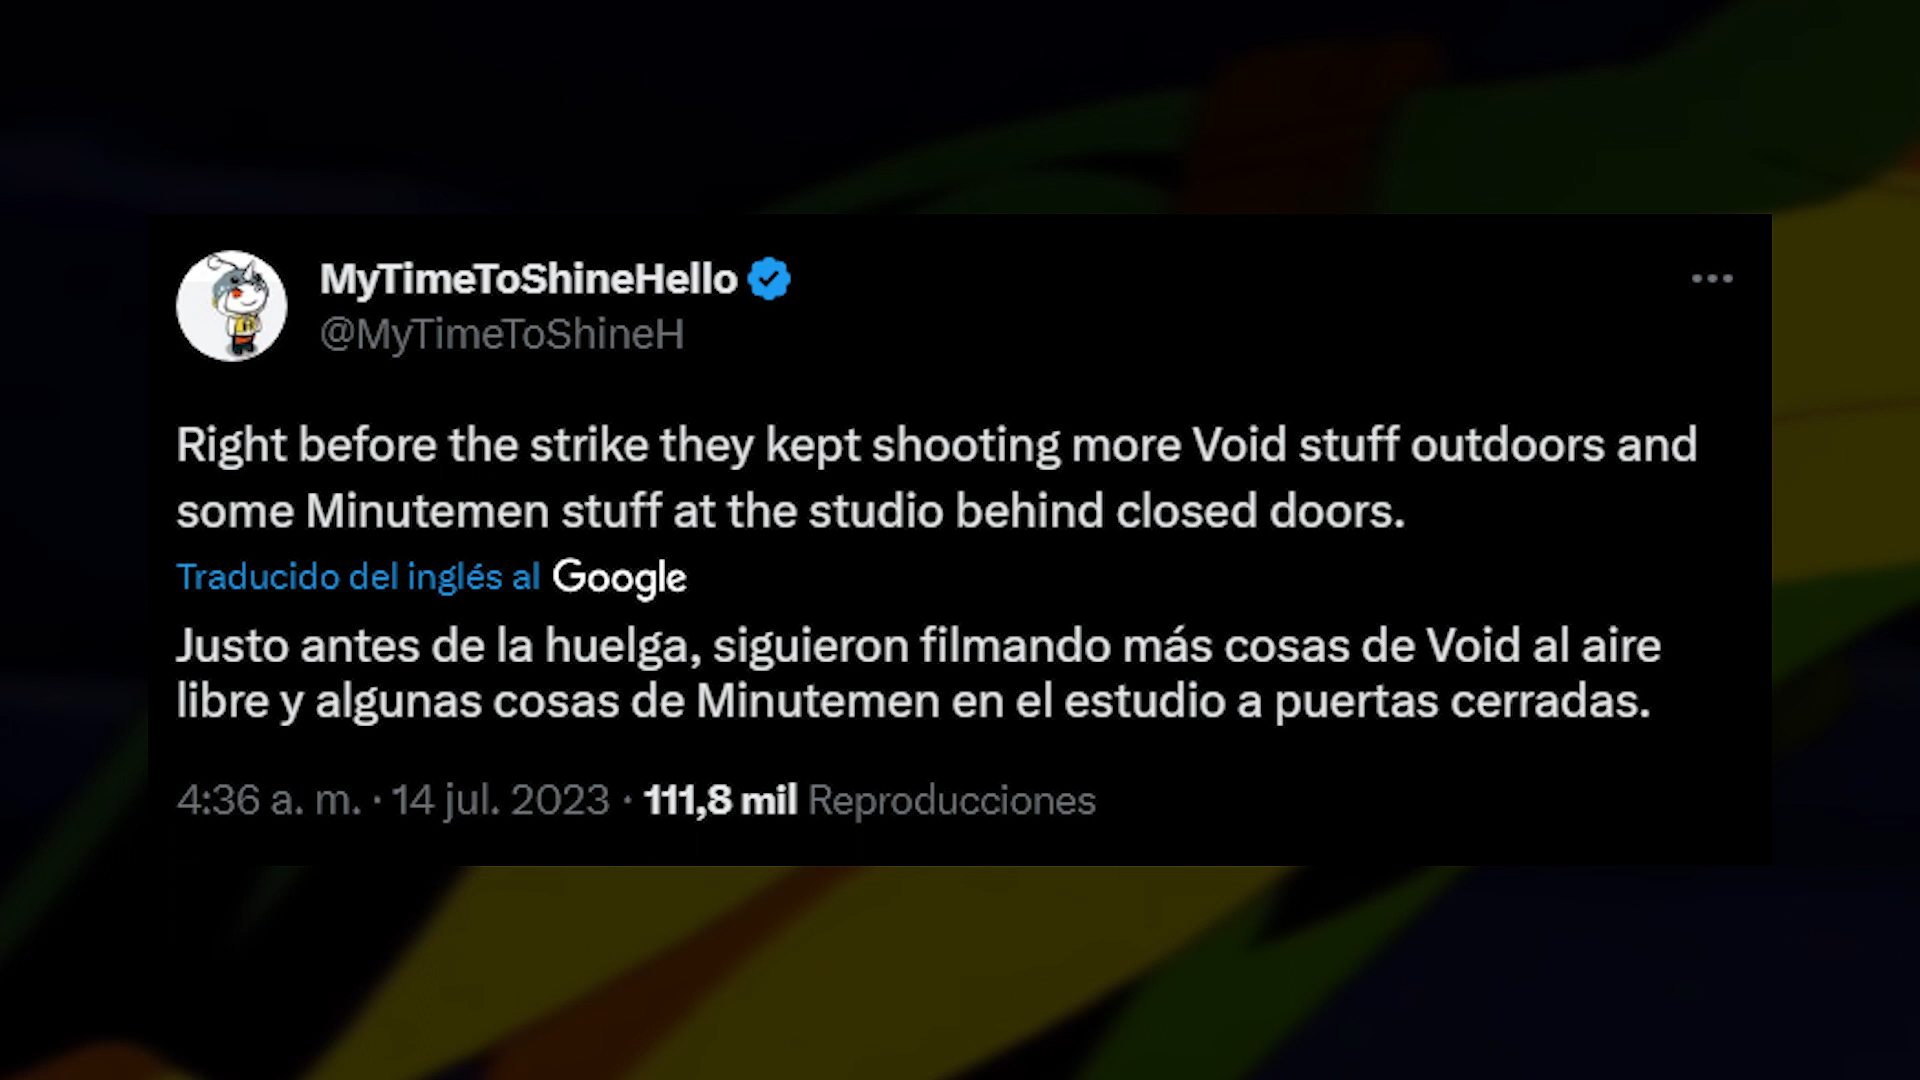 MyTimeToShineHello
@MyTimeToShineH
Right before the strike they kept shooting more Void stuff outdoors and
some Minutemen stuff at the studio behind closed doors.
Traducido del inglés al Google
Justo antes de la huelga, siguieron filmando más cosas de Void al aire
libre y algunas cosas de Minutemen en el estudio a puertas cerradas.
4:36 a. m. · 14 jul. 2023 · 111,8 mil Reproducciones